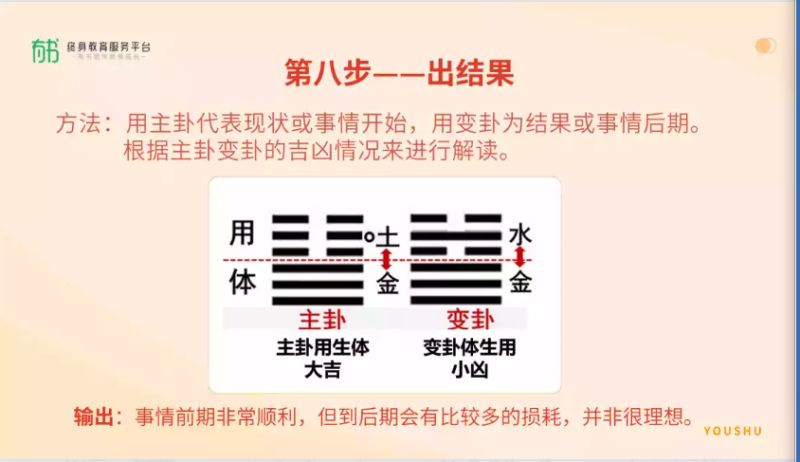 有书 终身教育服务平台
第八步——出结果
方法：用主卦代表现状或事情开始，用变卦为结果或事情后期。
根据主卦变卦的吉凶情况来进行解读。
用 土 水
体 金 金
主卦 变卦
主卦用生体 变卦体生用
大吉 小凶
输出：事情前期非常顺利，但到后期会有比较多的损耗，并非很理想。
YOUSHU